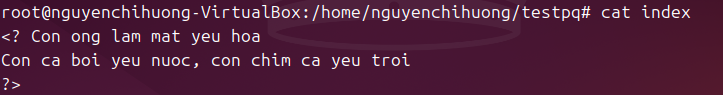 root@nguyenchihuong-VirtualBox:/home/nguyenchihuong/testpq# cat index
<? Con ong lam mat yeu hoa
Con ca boi yeu nuoc, con chim ca yeu troi
?>